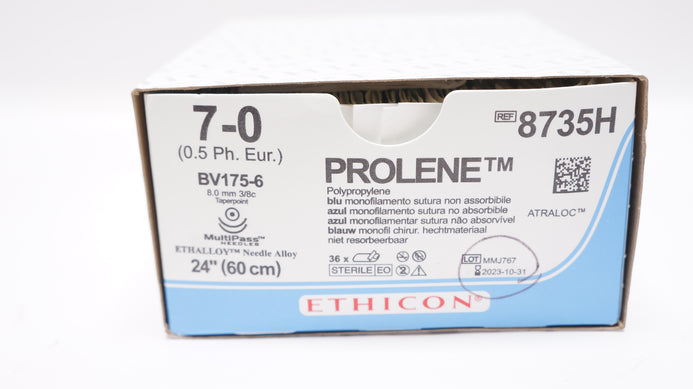 7-0
(0.5 Ph. Eur.)
BV175-6
8.0 mm 3/8c
Taperpoint
MultiPass™
NEEDLES
ETHALLOY™ Needle Alloy
24" (60 cm)
REF 8735H
PROLENE™
Polypropylene
blu monofilamento sutura non assorbibile
azul monofilamento sutura no absorbible
azul monofilamentar sutura não absorvível
blauw monofil chirur. hechtmateriaal
niet resorbeerbaar
ATRALOC™
36 x
STERILE EO
LOT MMJ767
2023-10-31
ETHICON®